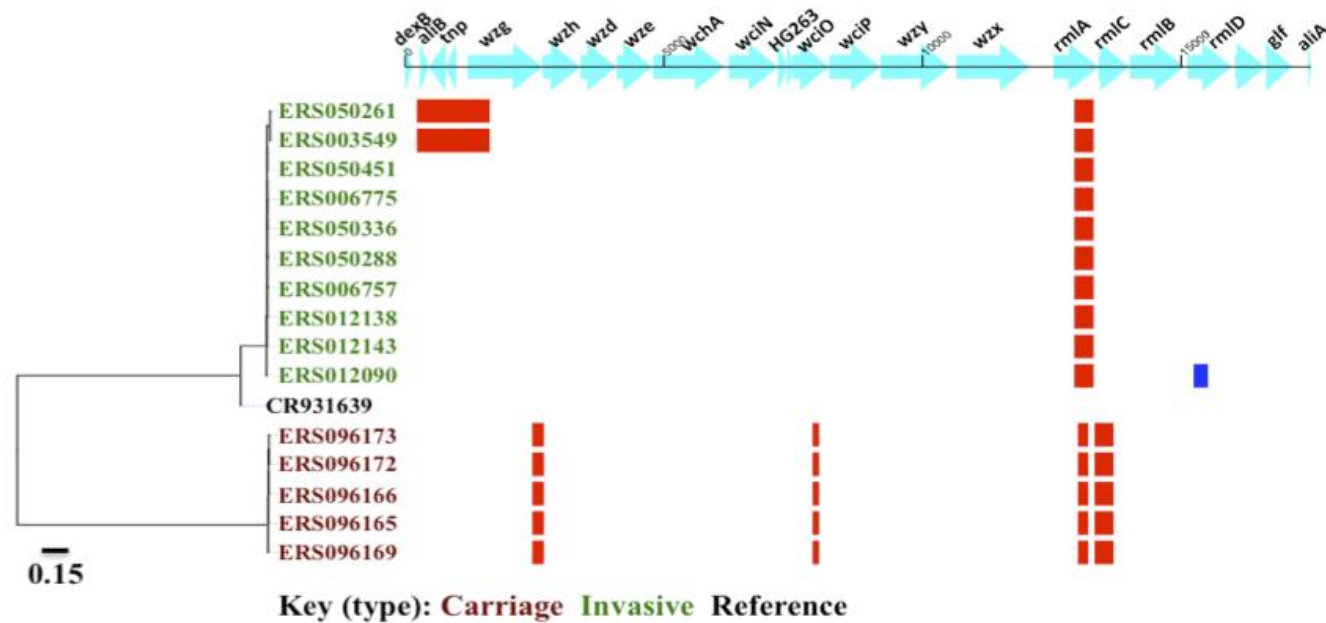 dexB aliB tnp wzg wzh wzd wze wchA wciN HG263 wciO wciP wzy wzx rmlA rmlC rmlB rmlD glf aliA
0 5000 10000 15000
ERS050261
ERS003549
ERS050451
ERS006775
ERS050336
ERS050288
ERS006757
ERS012138
ERS012143
ERS012090
CR931639
ERS096173
ERS096172
ERS096166
ERS096165
ERS096169
0.15
Key (type): Carriage Invasive Reference